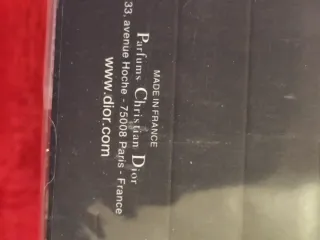 MADE IN FRANCE
Parfums Christian Dior
33, avenue Hoche - 75008 Paris - France
www.dior.com